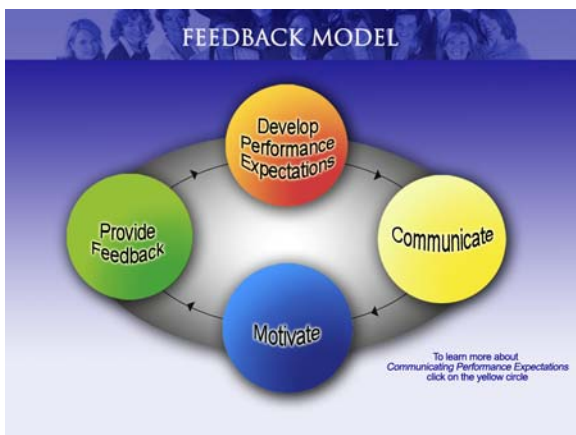 FEEDBACK MODEL
Develop
Performance
Expectations
Provide
Feedback
Communicate
Motivate
To learn more about
Communicating Performance Expectations
click on the yellow circle